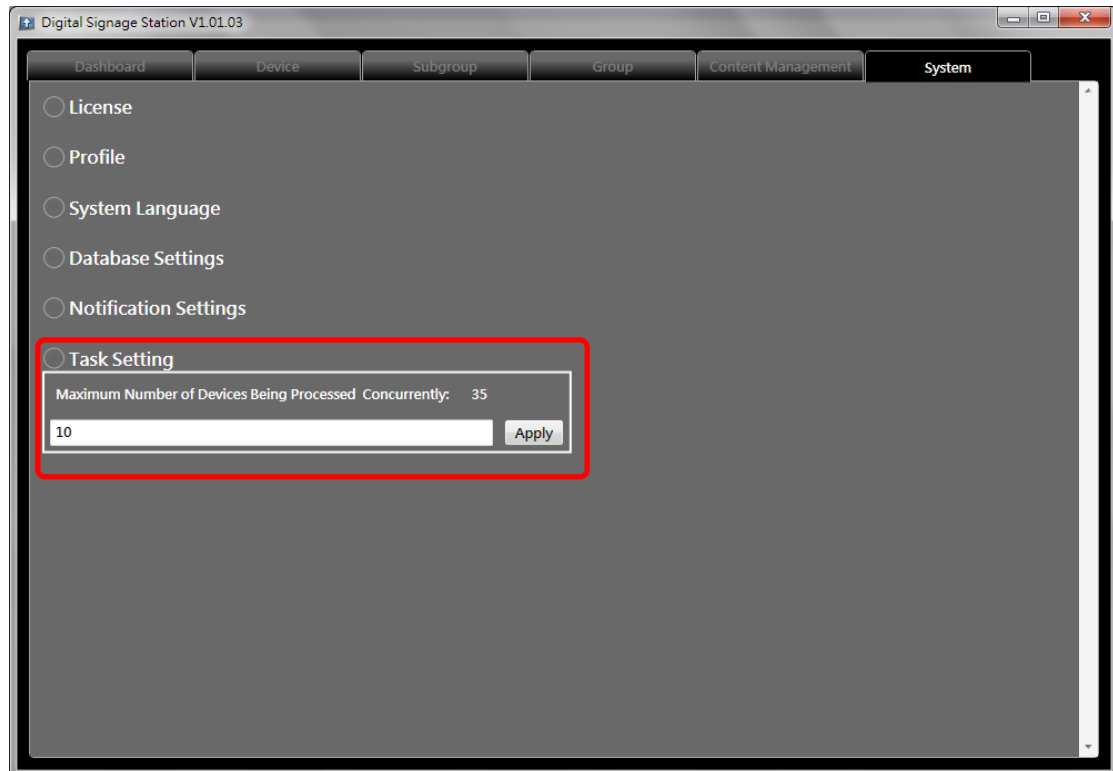 Digital Signage Station V1.01.03
Dashboard Device Subgroup Group Content Management System
License
Profile
System Language
Database Settings
Notification Settings
Task Setting
Maximum Number of Devices Being Processed Concurrently: 35
10 Apply